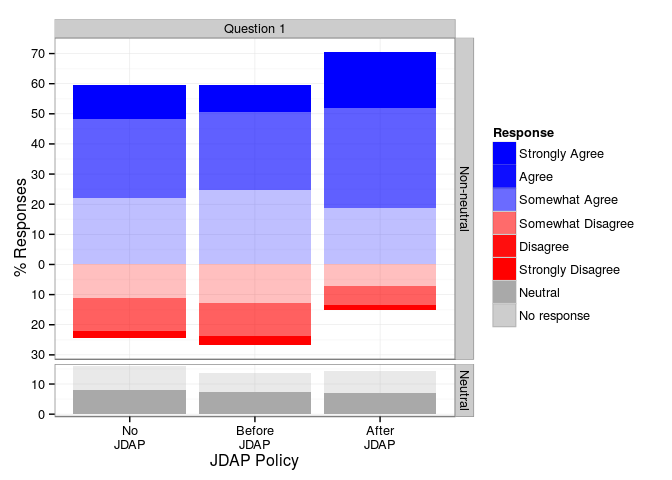 Question 1
70
60
50
40
30
20
10
0
10
20
30
10
0
% Responses
Non-neutral
Neutral
No
JDAP
Before
JDAP
After
JDAP
JDAP Policy
Response
Strongly Agree
Agree
Somewhat Agree
Somewhat Disagree
Disagree
Strongly Disagree
Neutral
No response